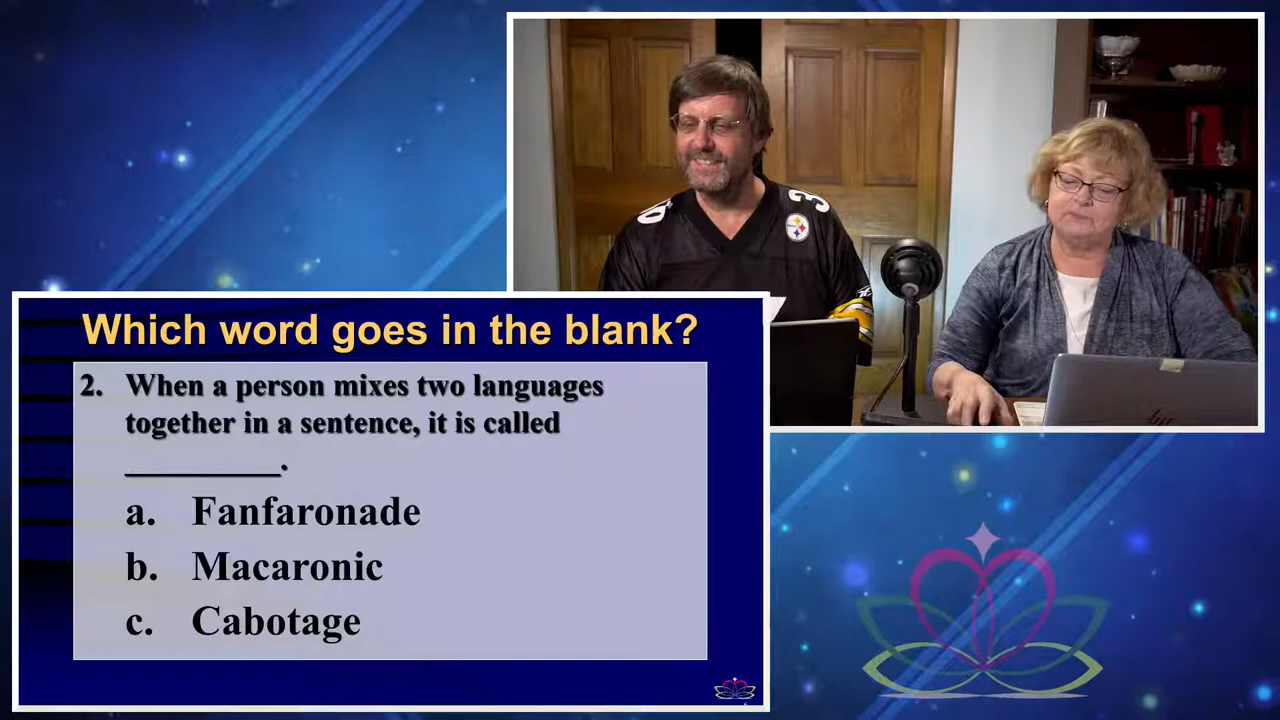 Which word goes in the blank?
2. When a person mixes two languages
together in a sentence, it is called
__________.
a. Fanfaronade
b. Macaronic
c. Cabotage